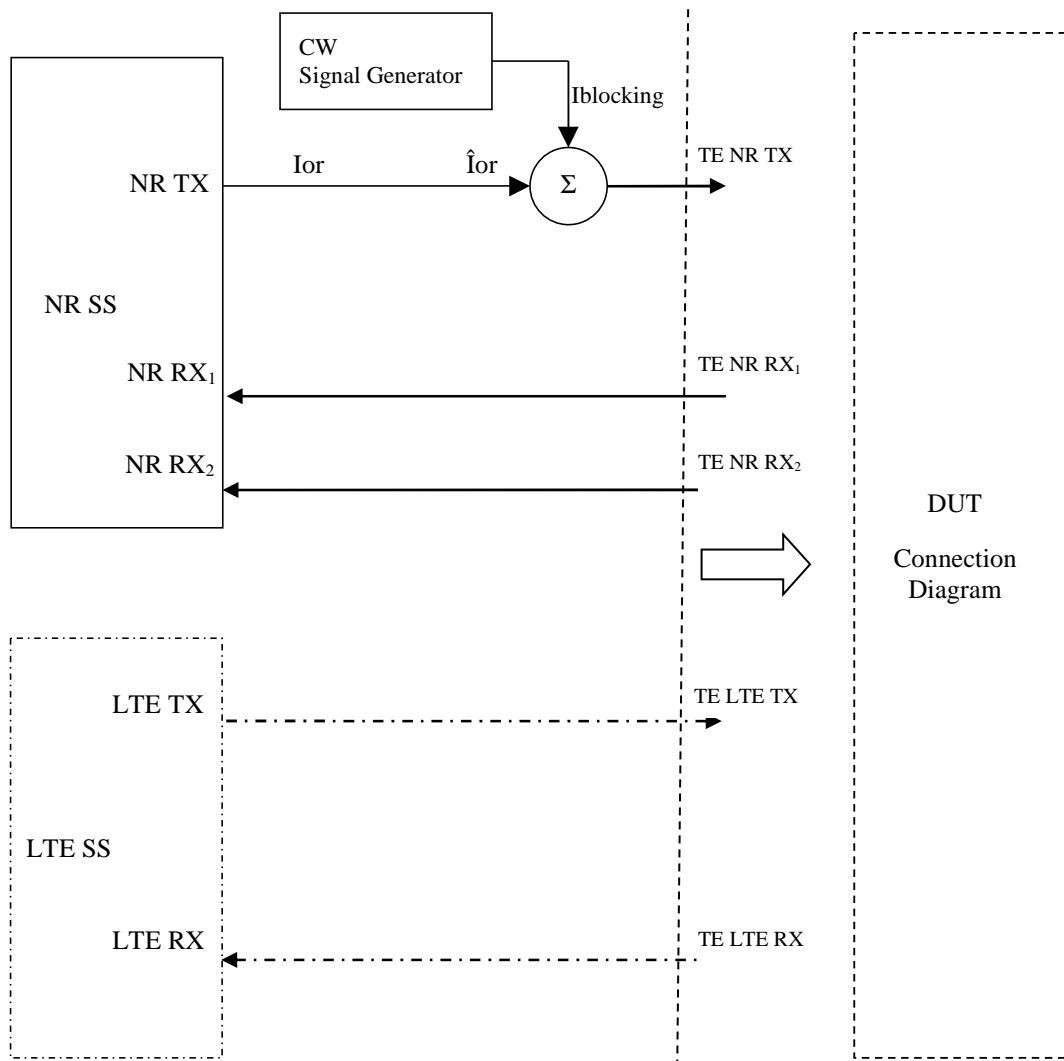 CW
Signal Generator
Iblocking
TE NR TX
NR TX
Ior
Îor
Σ
NR SS
NR RX₁
TE NR RX₁
NR RX₂
TE NR RX₂
DUT
Connection
Diagram
LTE TX
TE LTE TX
LTE SS
LTE RX
TE LTE RX